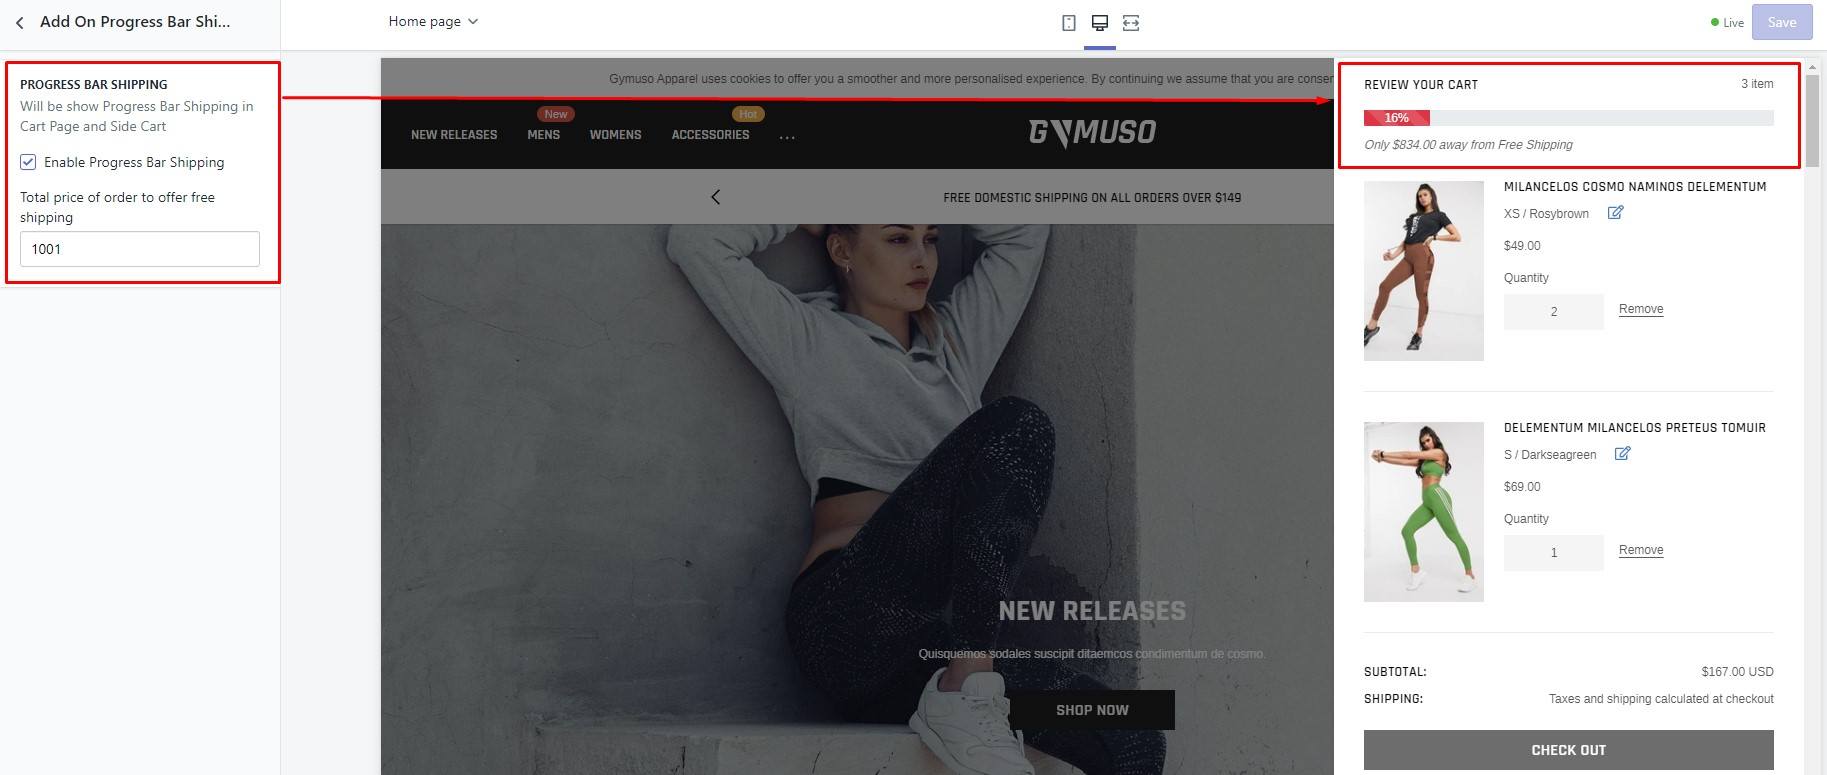 Add On Progress Bar Shi...
Home page
Live
Save
PROGRESS BAR SHIPPING
Will be show Progress Bar Shipping in
Cart Page and Side Cart
Enable Progress Bar Shipping
Total price of order to offer free
shipping
1001
Gymuso Apparel uses cookies to offer you a smoother and more personalised experience. By continuing we assume that you are
New
Hot
NEW RELEASES
MENS
WOMENS
ACCESSORIES
...
GYMUSO
FREE DOMESTIC SHIPPING ON ALL ORDERS OVER $149
NEW RELEASES
Quisquemos sodales suscipit ditaemcos condimentum de cosmo.
SHOP NOW
REVIEW YOUR CART
3 item
16%
Only $834.00 away from Free Shipping
MILANCELOS COSMO NAMINOS DELEMENTUM
XS / Rosybrown
$49.00
Quantity
2
Remove
DELEMENTUM MILANCELOS PRETEUS TOMUIR
S / Darkseagreen
$69.00
Quantity
1
Remove
SUBTOTAL:
$167.00 USD
SHIPPING:
Taxes and shipping calculated at checkout
CHECK OUT